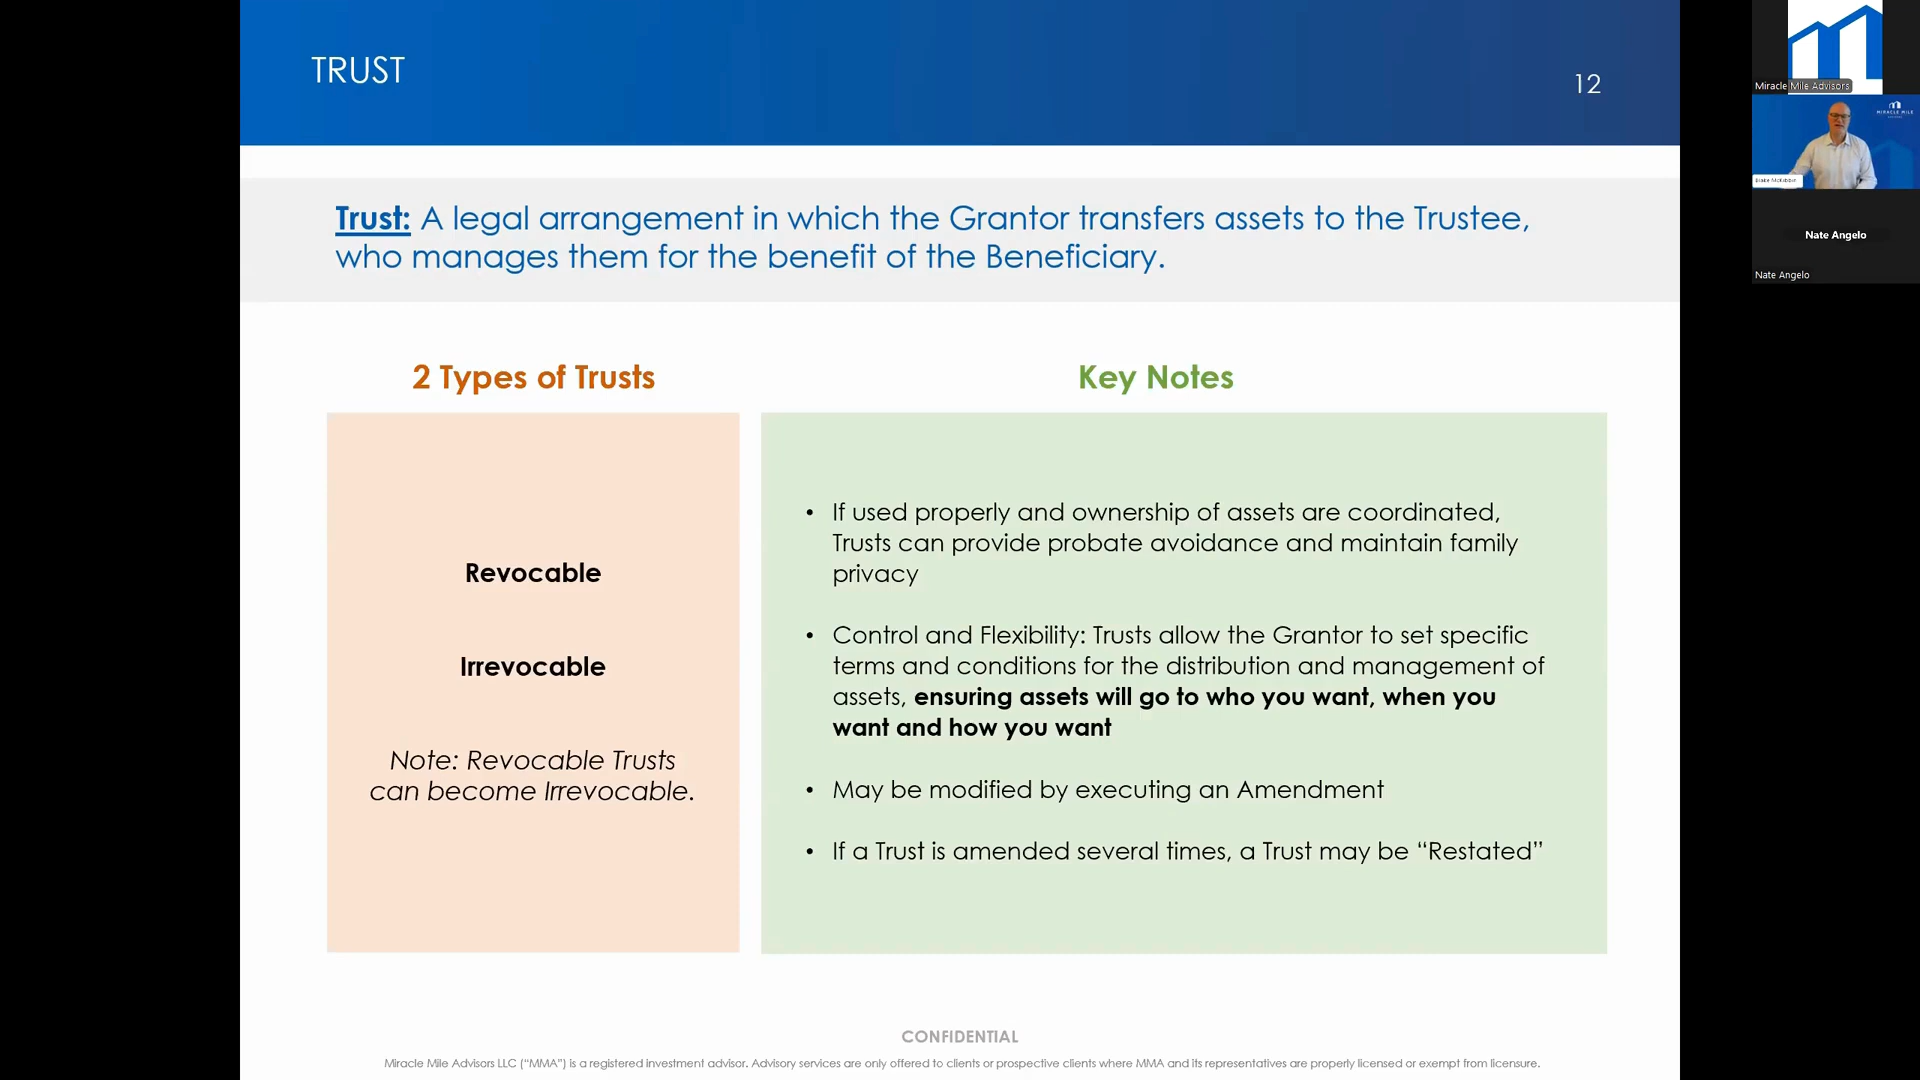 TRUST
12
Trust: A legal arrangement in which the Grantor transfers assets to the Trustee,
who manages them for the benefit of the Beneficiary.
2 Types of Trusts
Revocable
Irrevocable
Note: Revocable Trusts
can become Irrevocable.
Key Notes
• If used properly and ownership of assets are coordinated,
Trusts can provide probate avoidance and maintain family
privacy
• Control and Flexibility: Trusts allow the Grantor to set specific
terms and conditions for the distribution and management of
assets, ensuring assets will go to who you want, when you
want and how you want
• May be modified by executing an Amendment
• If a Trust is amended several times, a Trust may be “Restated”
CONFIDENTIAL
Miracle Mile Advisors LLC (“MMA”) is a registered investment advisor. Advisory services are only offered to clients or prospective clients where MMA and its representatives are properly licensed or exempt from licensure.
Miracle Mile Advisors
MIRACLE MILE
Nate Angelo
Nate Angelo